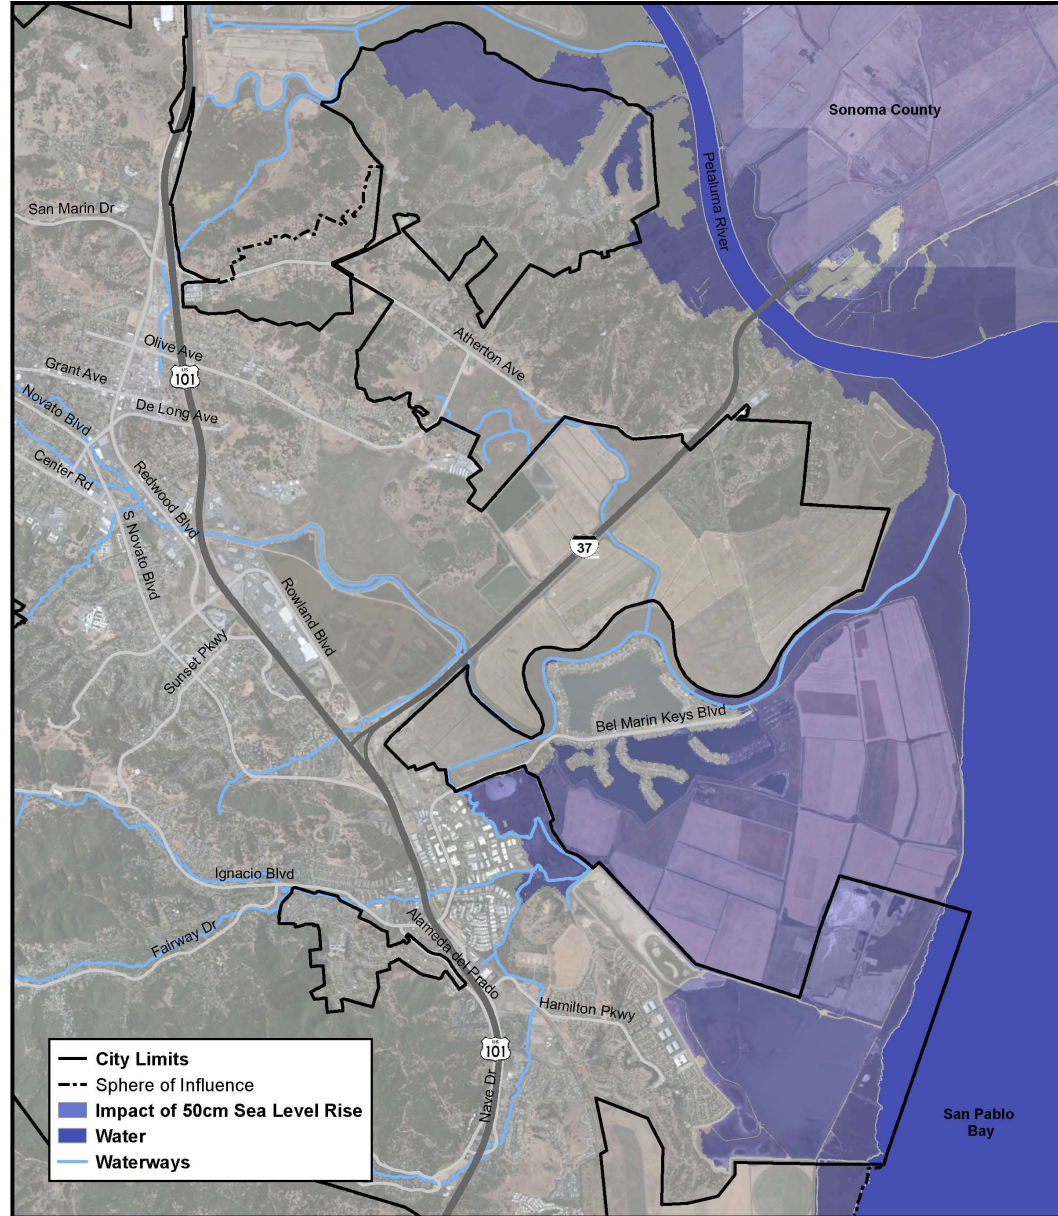 Sonoma County
Petaluma River
San Marin Dr
Atherton Ave
Olive Ave
US
101
Grant Ave
Novato Blvd
De Long Ave
Center Rd
Redwood Blvd
S Novato Blvd
37
Rowland Blvd
Sunset Pkwy
Bel Marin Keys Blvd
Ignacio Blvd
Alameda del Prado
Fairway Dr
Hamilton Pkwy
US
101
Nave Dr
San Pablo
Bay
City Limits
Sphere of Influence
Impact of 50cm Sea Level Rise
Water
Waterways